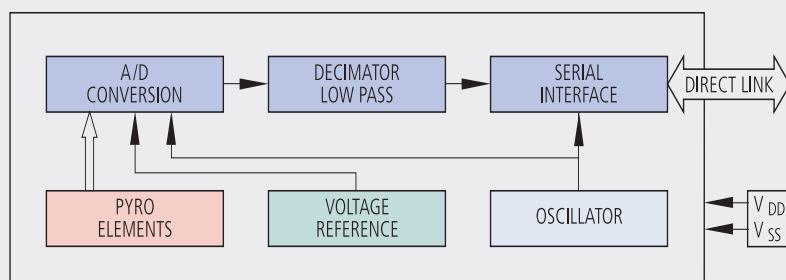 A/D
CONVERSION
DECIMATOR
LOW PASS
SERIAL
INTERFACE
DIRECT LINK
PYRO
ELEMENTS
VOLTAGE
REFERENCE
OSCILLATOR
V DD
V SS